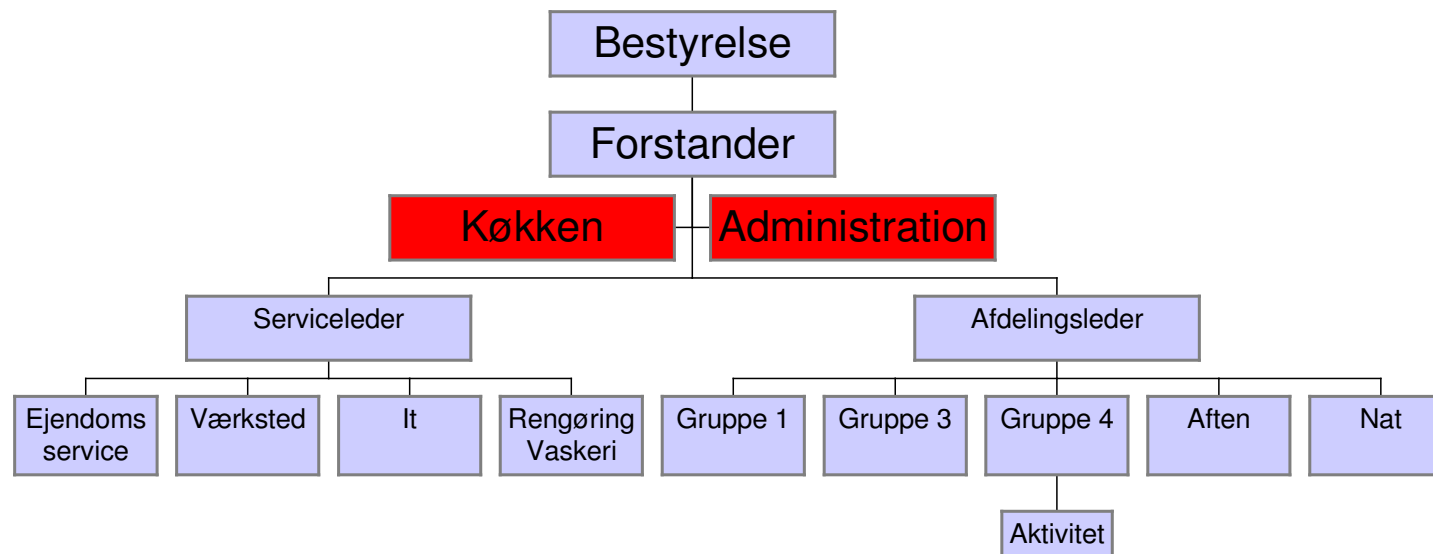 Bestyrelse
Forstander
Køkken
Administration
Serviceleder
Afdelingsleder
Ejendoms
service
Værksted
It
Rengøring
Vaskeri
Gruppe 1
Gruppe 3
Gruppe 4
Aften
Nat
Aktivitet